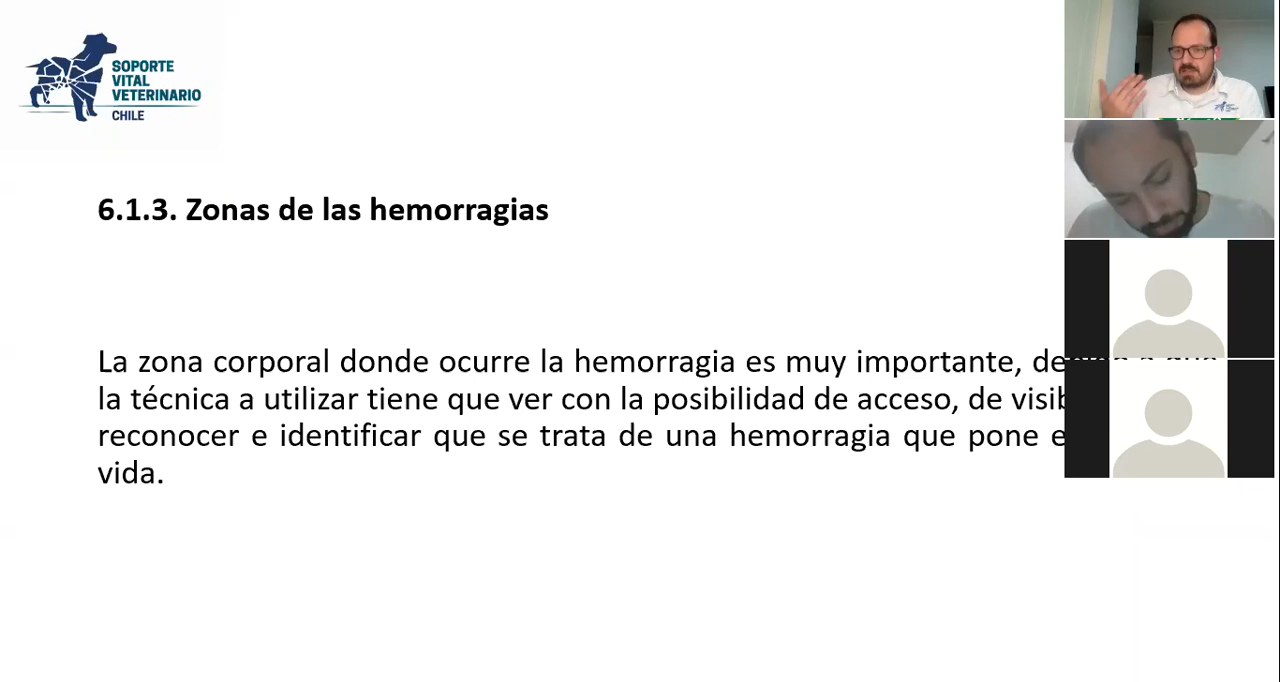 SOPORTE
VITAL
VETERINARIO
CHILE
6.1.3. Zonas de las hemorragias
La zona corporal donde ocurre la hemorragia es muy importante,
la técnica a utilizar tiene que ver con la posibilidad de acceso, de
reconocer e identificar que se trata de una hemorragia que pone
vida.